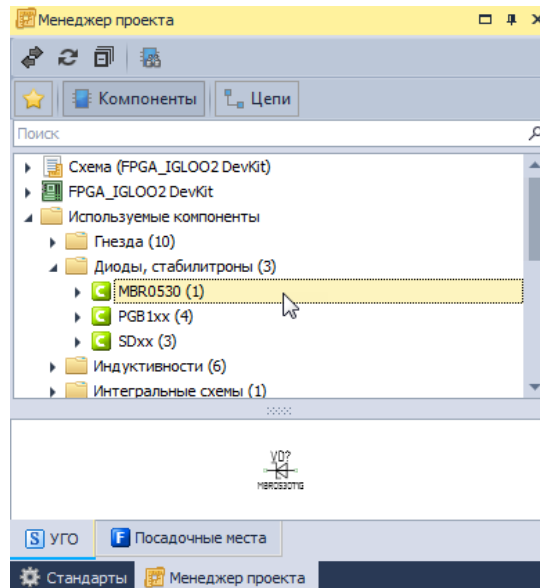 Менеджер проекта
Компоненты Цепи
Поиск
Схема (FPGA_IGLOO2 DevKit)
FPGA_IGLOO2 DevKit
Используемые компоненты
Гнезда (10)
Диоды, стабилитроны (3)
C MBR0530 (1)
C PGB1xx (4)
C SDxx (3)
Индуктивности (6)
Интегральные схемы (1)
VD?
MBR0530T1G
S УГО F Посадочные места
Стандарты Менеджер проекта